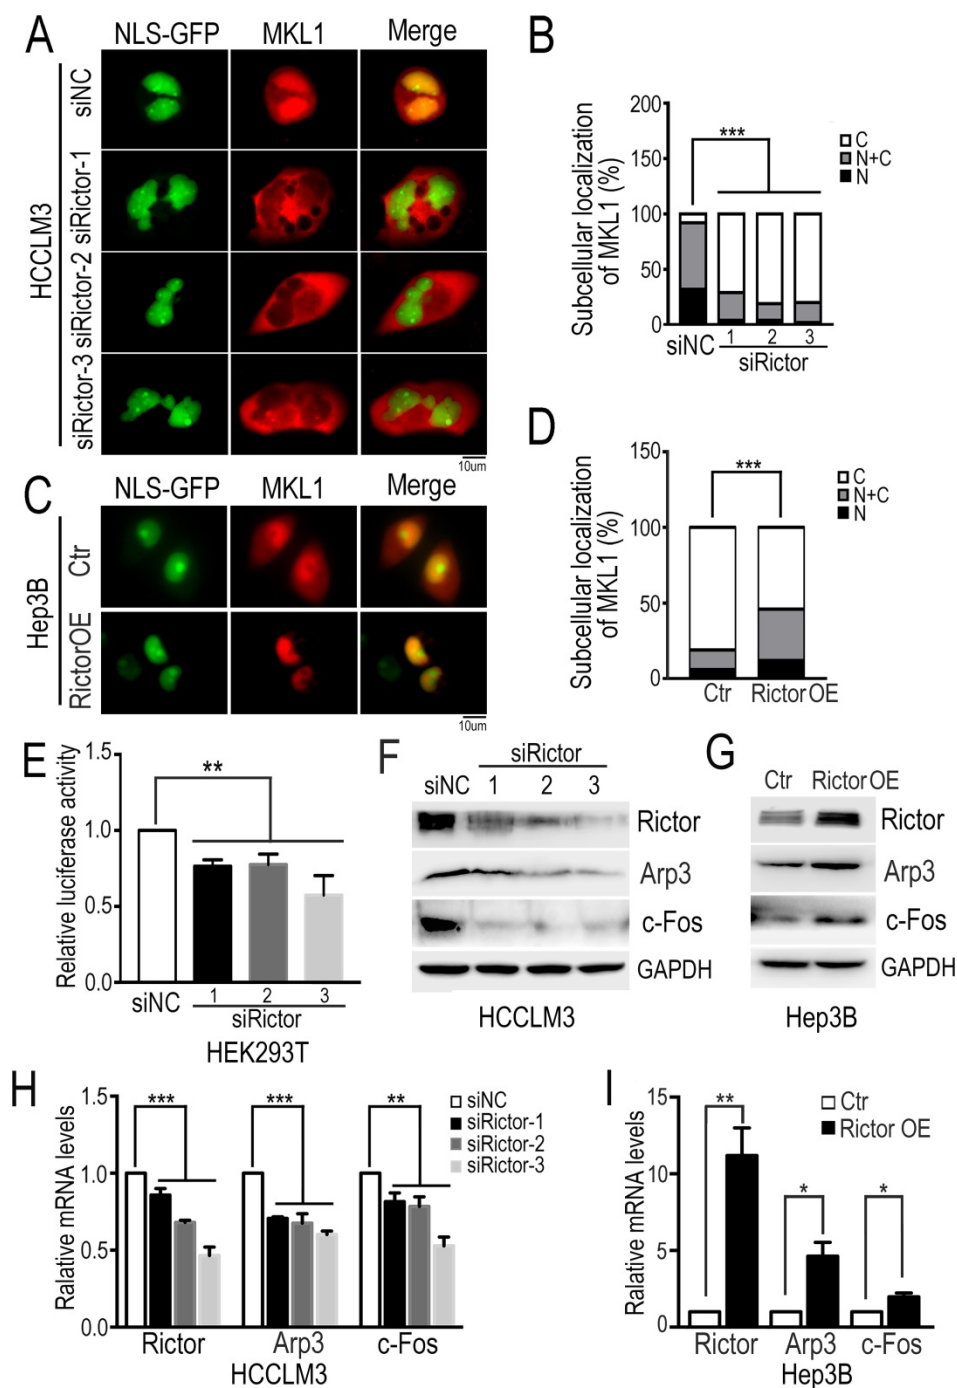 A
NLS-GFP MKL1 Merge
HCCLM3
siNC
siRictor-1
siRictor-2
siRictor-3
10um
B
Subcellular localization
of MKL1 (%)
200
150
100
50
0
***
C
N+C
N
siNC
1 2 3
siRictor
C
NLS-GFP MKL1 Merge
Hep3B
Ctr
RictorOE
10um
D
Subcellular localization
of MKL1 (%)
150
100
50
0
***
C
N+C
N
Ctr Rictor OE
E
Relative luciferase activity
1.5
1.0
0.5
0.0
**
siNC
1 2 3
siRictor
HEK293T
F
siRictor
siNC 1 2 3
Rictor
Arp3
c-Fos
GAPDH
HCCLM3
G
Ctr Rictor OE
Rictor
Arp3
c-Fos
GAPDH
Hep3B
H
Ralative mRNA levels
1.5
1.0
0.5
0.0
*** *** **
siNC
siRictor-1
siRictor-2
siRictor-3
Rictor Arp3 c-Fos
HCCLM3
I
Ralative mRNA levels
15
10
5
0
** * *
Ctr
Rictor OE
Rictor Arp3 c-Fos
Hep3B